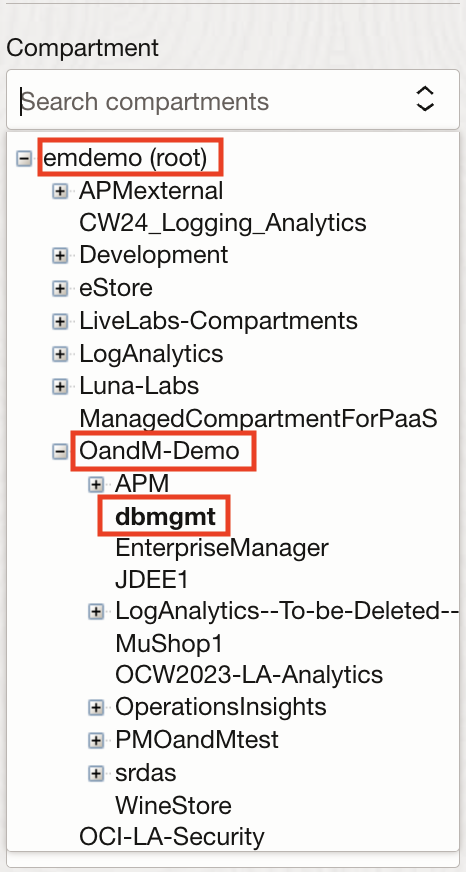 Compartment
Search compartments
emdemo (root)
APMexternal
CW24_Logging_Analytics
Development
eStore
LiveLabs-Compartments
LogAnalytics
Luna-Labs
ManagedCompartmentForPaaS
OandM-Demo
APM
dbmgmt
EnterpriseManager
JDEE1
LogAnalytics--To-be-Deleted--
MuShop1
OCW2023-LA-Analytics
OperationsInsights
PMOandMtest
srdas
WineStore
OCI-LA-Security